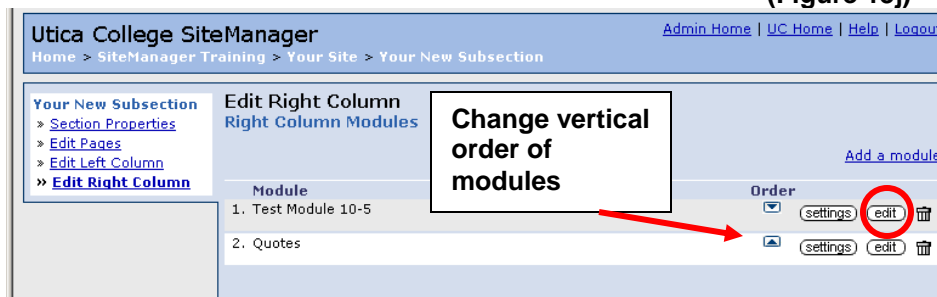 (Figure 10j)
Utica College SiteManager
Admin Home | UC Home | Help | Logout
Home > SiteManager Training > Your Site > Your New Subsection
Your New Subsection
» Section Properties
» Edit Pages
» Edit Left Column
» Edit Right Column
Edit Right Column
Right Column Modules
Change vertical
order of
modules
Add a module
Module
Order
1. Test Module 10-5
settings
edit
2. Quotes
settings
edit